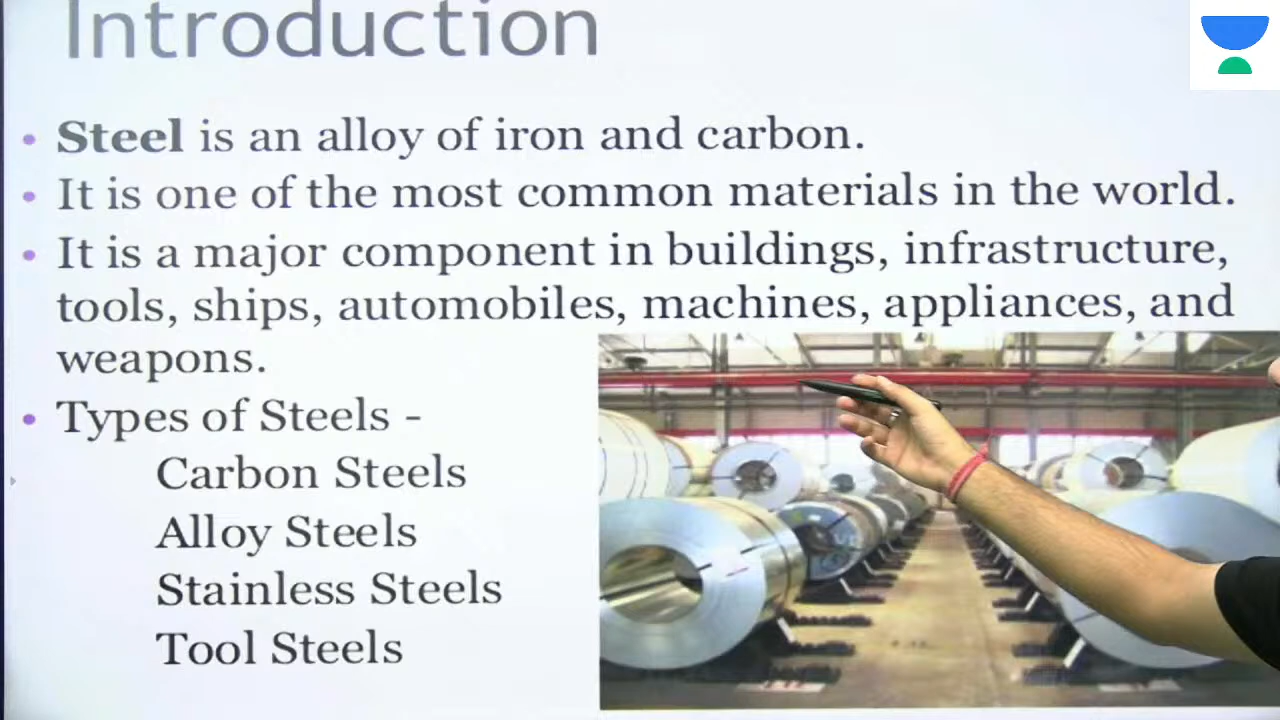 Introduction
• Steel is an alloy of iron and carbon.
• It is one of the most common materials in the world.
• It is a major component in buildings, infrastructure,
tools, ships, automobiles, machines, appliances, and
weapons.
• Types of Steels -
Carbon Steels
Alloy Steels
Stainless Steels
Tool Steels